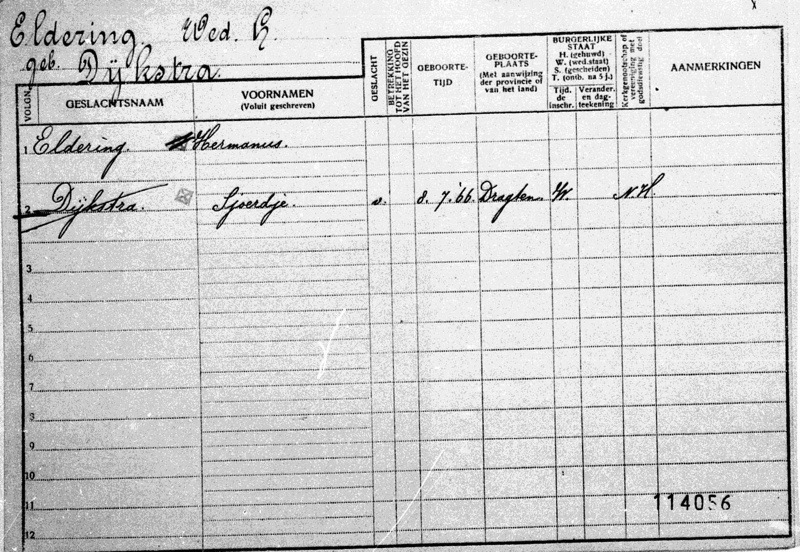 Eldering. Wed. H.
geb. Dijkstra.
VOLGN. GESLACHTSNAAM VOORNAMEN (Voluit geschreven) GESLACHT BETREKKING TOT HET HOOFD VAN HET GEZIN GEBOORTE-TIJD GEBOORTE-PLAATS (Met aanwijzing der provincie of van het land) BURGERLIJKE STAAT H. (gehuwd) W. (wed.staat) S. (gescheiden) T. (ontb. na 5 j.) Tijd. de inschr. Verander. en dag-teekening Kerkgenootschap of vereeniging met godsdienstig doel AANMERKINGEN
1 Eldering. Hermanus.
2 Dijkstra. Sjoerdje. v. 8. 7.'66 Dragten. W. N.H.
3
4
5
6
7
8
9
10
11 114056
12